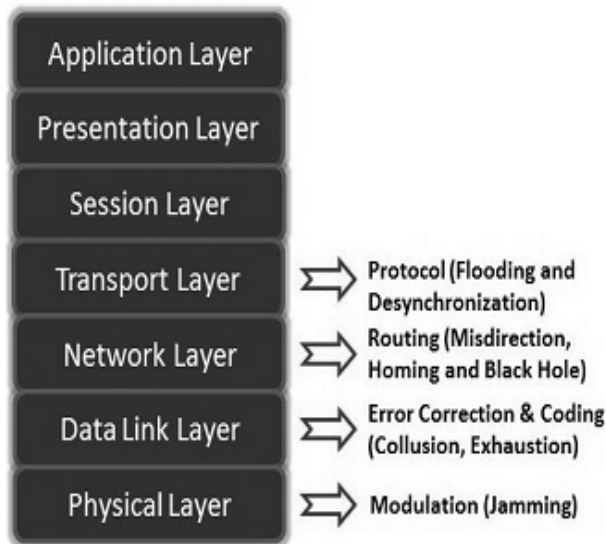 Application Layer
Presentation Layer
Session Layer
Transport Layer
Protocol (Flooding and
Desynchronization)
Network Layer
Routing (Misdirection,
Homing and Black Hole)
Data Link Layer
Error Correction & Coding
(Collusion, Exhaustion)
Physical Layer
Modulation (Jamming)